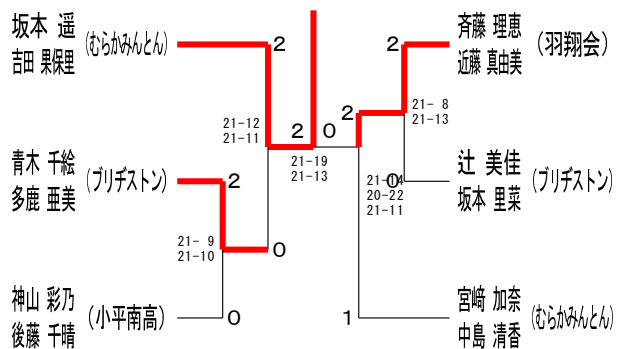 坂本 遥
吉田 果保里
(むらかみんとん)
2
21-12
21-11
青木 千絵
多鹿 亜美
(ブリヂストン)
2
21- 9
21-10
0
神山 彩乃
後藤 千晴
(小平南高)
0
2 0
21-19
21-13
斉藤 理恵
近藤 真由美
(羽翔会)
2
2
21- 8
21-13
辻 美佳
坂本 里菜
(ブリヂストン)
0
21-14
20-22
21-11
宮﨑 加奈
中島 清香
(むらかみんとん)
1